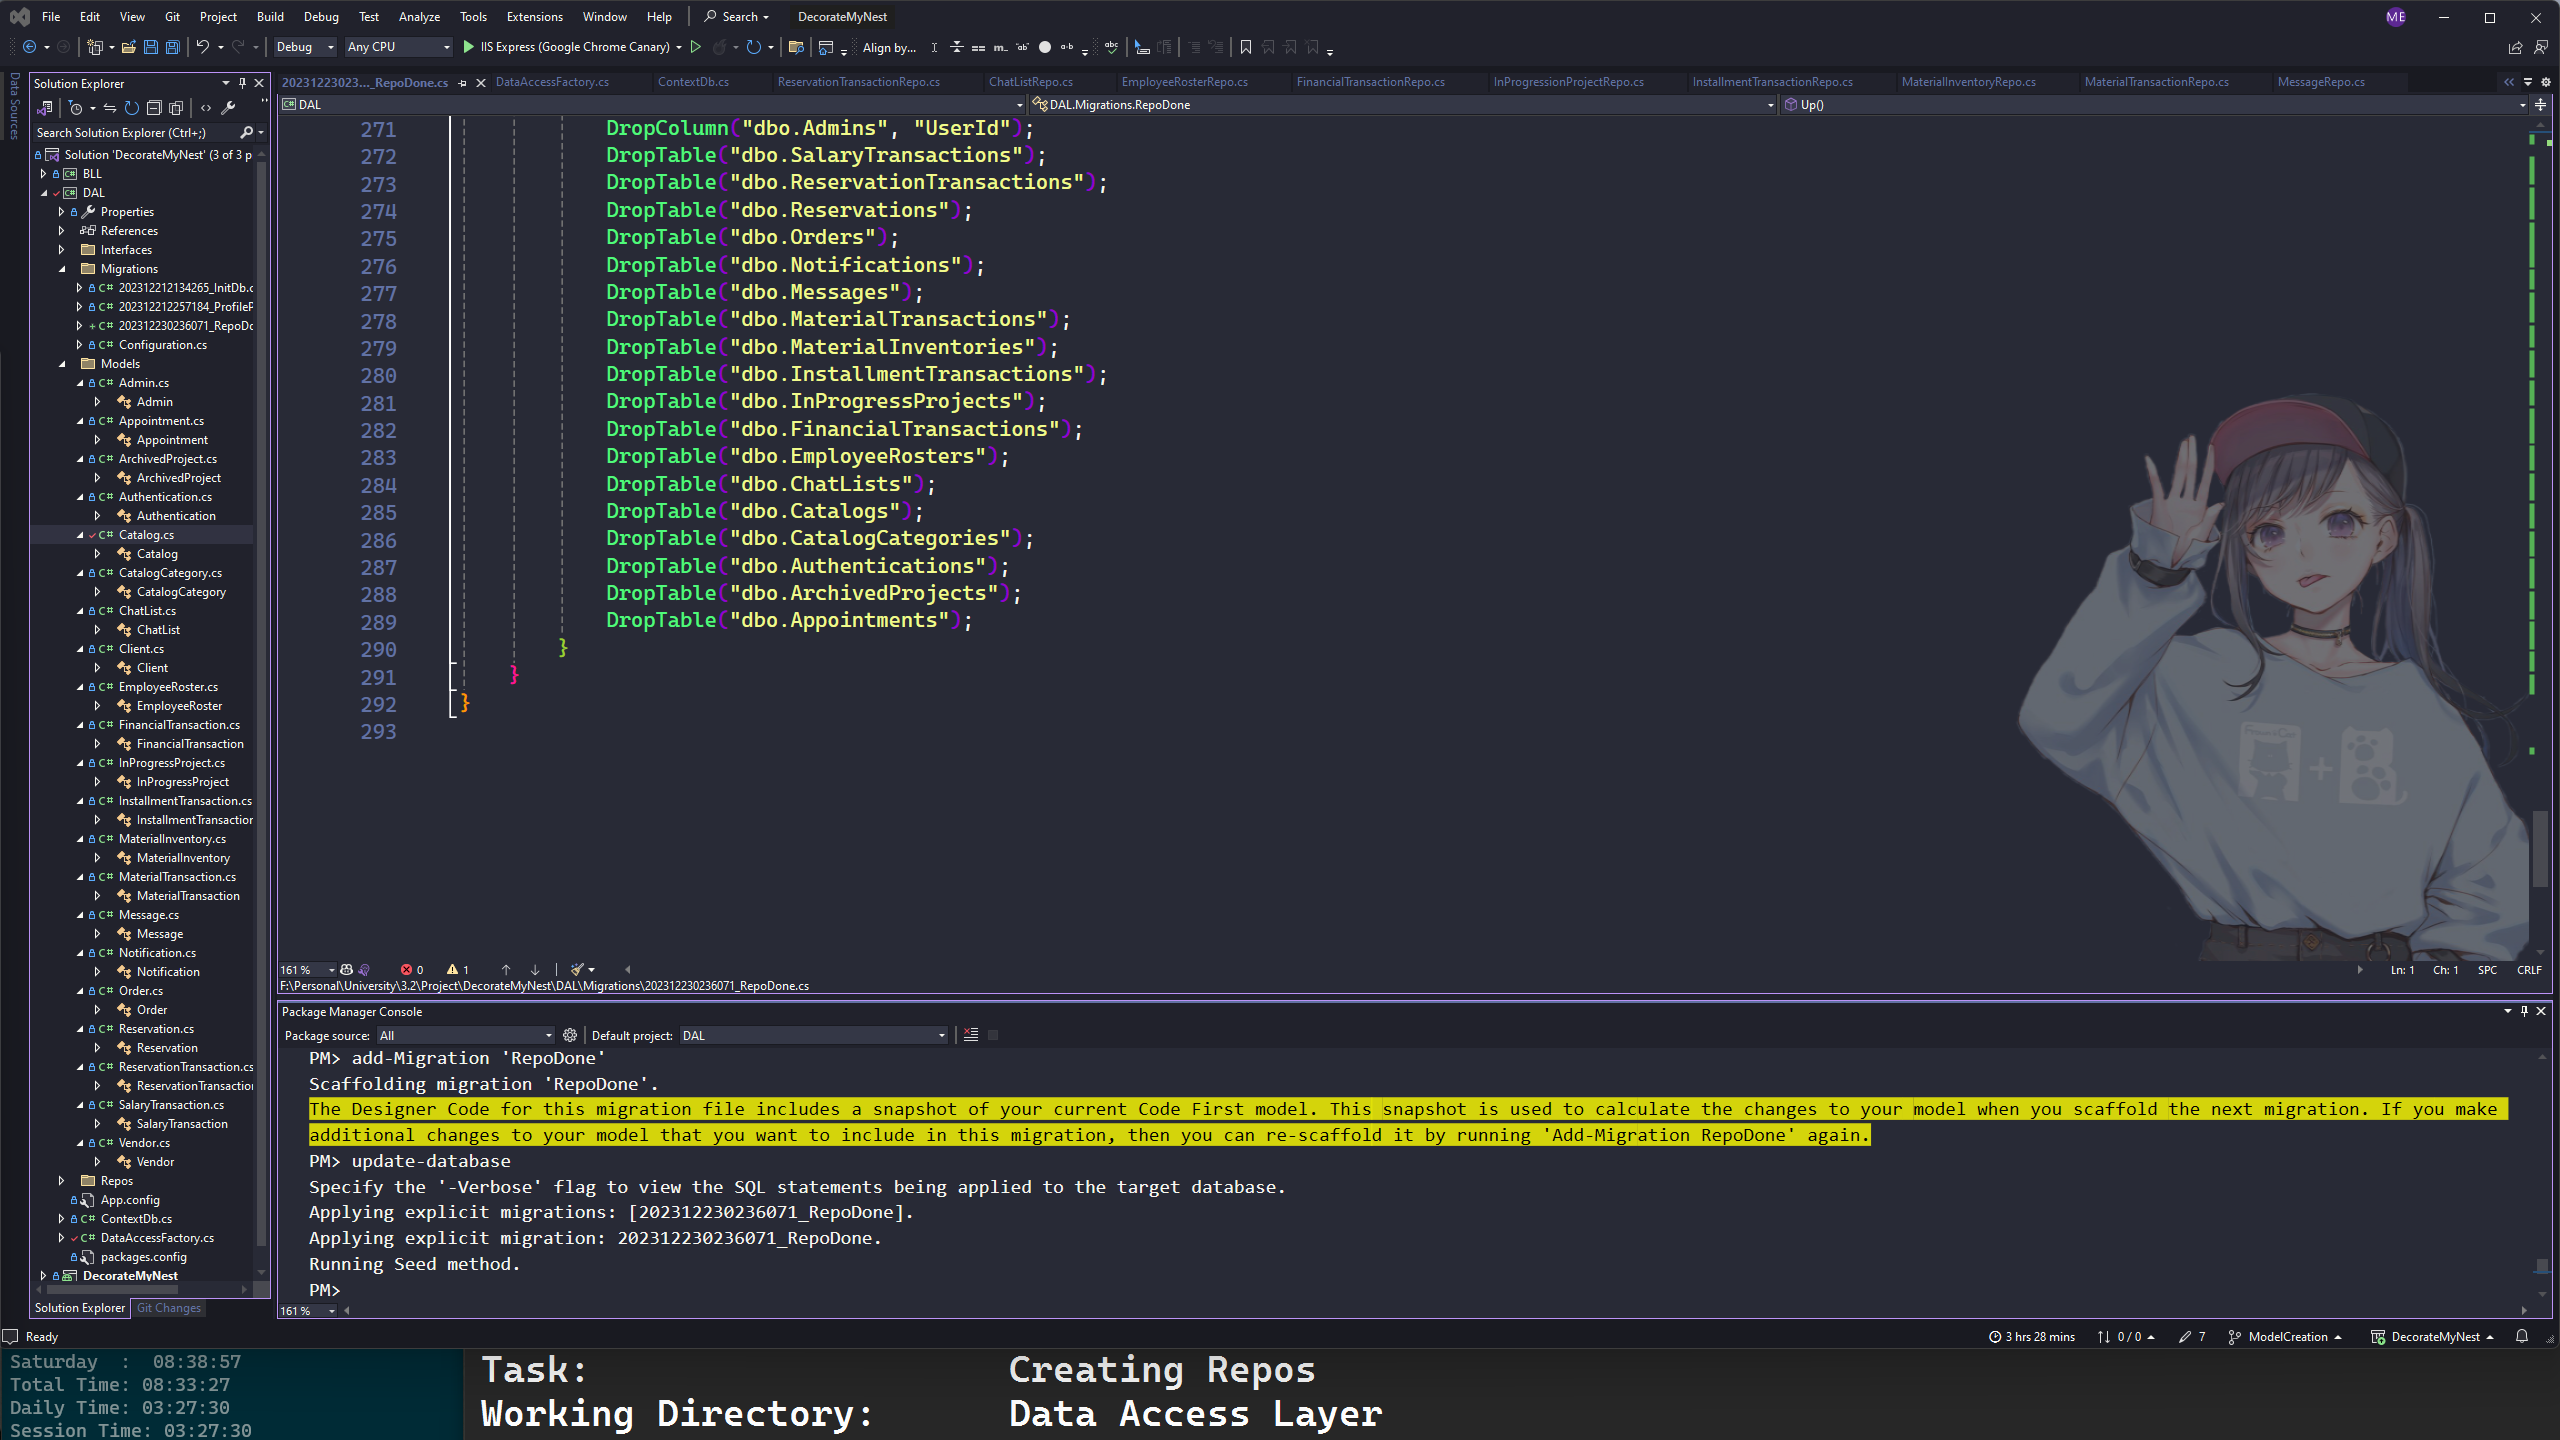 File Edit View Git Project Build Debug Test Analyze Tools Extensions Window Help Search DecorateMyNest ME
Debug Any CPU IIS Express (Google Chrome Canary) Align by...
Data Sources
Solution Explorer
Search Solution Explorer (Ctrl+;)
Solution 'DecorateMyNest' (3 of 3 p
BLL
DAL
Properties
References
Interfaces
Migrations
202312212134265_InitDb.c
202312212257184_ProfileP
202312230236071_RepoDo
Configuration.cs
Models
Admin.cs
Admin
Appointment.cs
Appointment
ArchivedProject.cs
ArchivedProject
Authentication.cs
Authentication
Catalog.cs
Catalog
CatalogCategory.cs
CatalogCategory
ChatList.cs
ChatList
Client.cs
Client
EmployeeRoster.cs
EmployeeRoster
FinancialTransaction.cs
FinancialTransaction
InProgressProject.cs
InProgressProject
InstallmentTransaction.cs
InstallmentTransaction
MaterialInventory.cs
MaterialInventory
MaterialTransaction.cs
MaterialTransaction
Message.cs
Message
Notification.cs
Notification
Order.cs
Order
Reservation.cs
Reservation
ReservationTransaction.cs
ReservationTransaction
SalaryTransaction.cs
SalaryTransaction
Vendor.cs
Vendor
Repos
App.config
ContextDb.cs
DataAccessFactory.cs
packages.config
DecorateMyNest
Solution Explorer Git Changes
20231223023..._RepoDone.cs DataAccessFactory.cs ContextDb.cs ReservationTransactionRepo.cs ChatListRepo.cs EmployeeRosterRepo.cs FinancialTransactionRepo.cs InProgressionProjectRepo.cs InstallmentTransactionRepo.cs MaterialInventoryRepo.cs MaterialTransactionRepo.cs MessageRepo.cs
DAL DAL.Migrations.RepoDone Up()
271 DropColumn("dbo.Admins", "UserId");
272 DropTable("dbo.SalaryTransactions");
273 DropTable("dbo.ReservationTransactions");
274 DropTable("dbo.Reservations");
275 DropTable("dbo.Orders");
276 DropTable("dbo.Notifications");
277 DropTable("dbo.Messages");
278 DropTable("dbo.MaterialTransactions");
279 DropTable("dbo.MaterialInventories");
280 DropTable("dbo.InstallmentTransactions");
281 DropTable("dbo.InProgressProjects");
282 DropTable("dbo.FinancialTransactions");
283 DropTable("dbo.EmployeeRosters");
284 DropTable("dbo.ChatLists");
285 DropTable("dbo.Catalogs");
286 DropTable("dbo.CatalogCategories");
287 DropTable("dbo.Authentications");
288 DropTable("dbo.ArchivedProjects");
289 DropTable("dbo.Appointments");
290 }
291 }
292 }
293
161 % 0 1 Ln: 1 Ch: 1 SPC CRLF
F:\Personal\University\3.2\Project\DecorateMyNest\DAL\Migrations\202312230236071_RepoDone.cs
Package Manager Console
Package source: All Default project: DAL
PM> add-Migration 'RepoDone'
Scaffolding migration 'RepoDone'.
The Designer Code for this migration file includes a snapshot of your current Code First model. This snapshot is used to calculate the changes to your model when you scaffold the next migration. If you make
additional changes to your model that you want to include in this migration, then you can re-scaffold it by running 'Add-Migration RepoDone' again.
PM> update-database
Specify the '-Verbose' flag to view the SQL statements being applied to the target database.
Applying explicit migrations: [202312230236071_RepoDone].
Applying explicit migration: 202312230236071_RepoDone.
Running Seed method.
PM>
161 %
Ready 3 hrs 28 mins 0 / 0 7 ModelCreation DecorateMyNest
Saturday : 08:38:57
Total Time: 08:33:27
Daily Time: 03:27:30
Session Time: 03:27:30
Task: Creating Repos
Working Directory: Data Access Layer